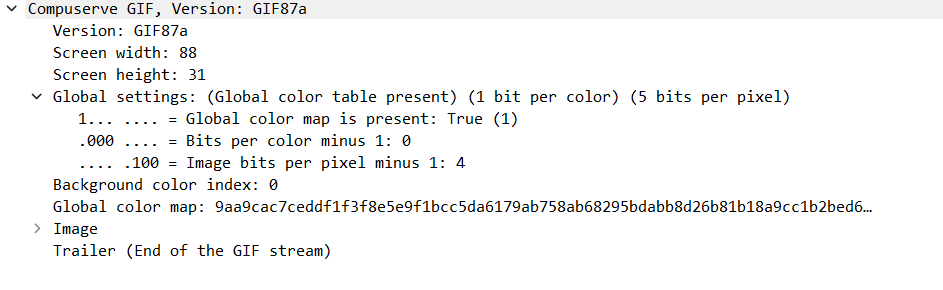 Compuserve GIF, Version: GIF87a
Version: GIF87a
Screen width: 88
Screen height: 31
Global settings: (Global color table present) (1 bit per color) (5 bits per pixel)
1... .... = Global color map is present: True (1)
.000 .... = Bits per color minus 1: 0
.... .100 = Image bits per pixel minus 1: 4
Background color index: 0
Global color map: 9aa9cac7ceddf1f3f8e5e9f1bcc5da6179ab758ab68295bdabb8d26b81b18a9cc1b2bed6…
Image
Trailer (End of the GIF stream)